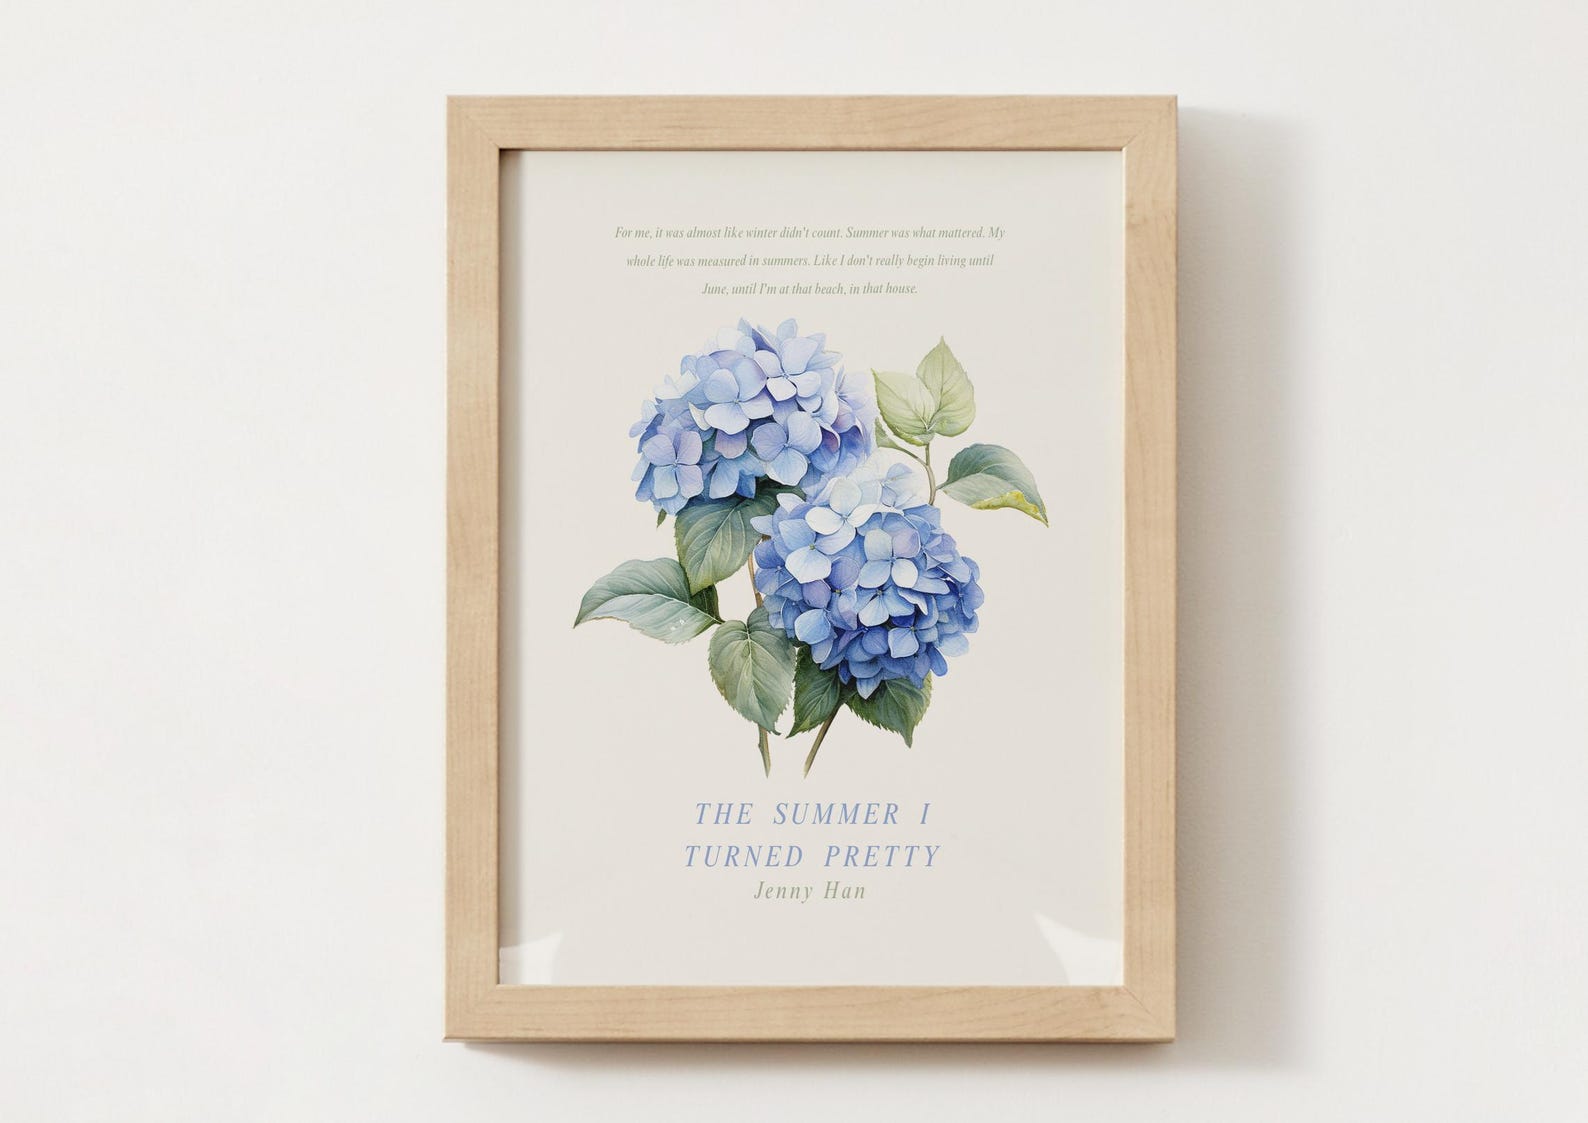 For me, it was almost like winter didn't count. Summer was what mattered. My
whole life was measured in summers. Like I don't really begin living until
June, until I'm at that beach, in that house.
THE SUMMER I
TURNED PRETTY
Jenny Han